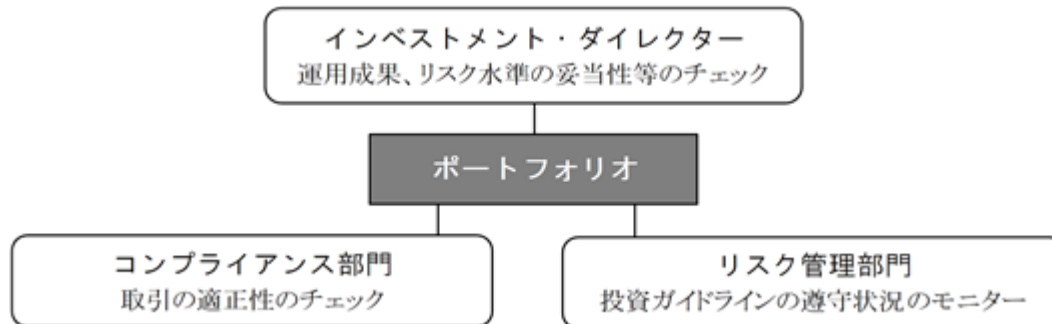 インベストメント・ダイレクター
運用成果、リスク水準の妥当性等のチェック
ポートフォリオ
コンプライアンス部門
取引の適正性のチェック
リスク管理部門
投資ガイドラインの遵守状況のモニター